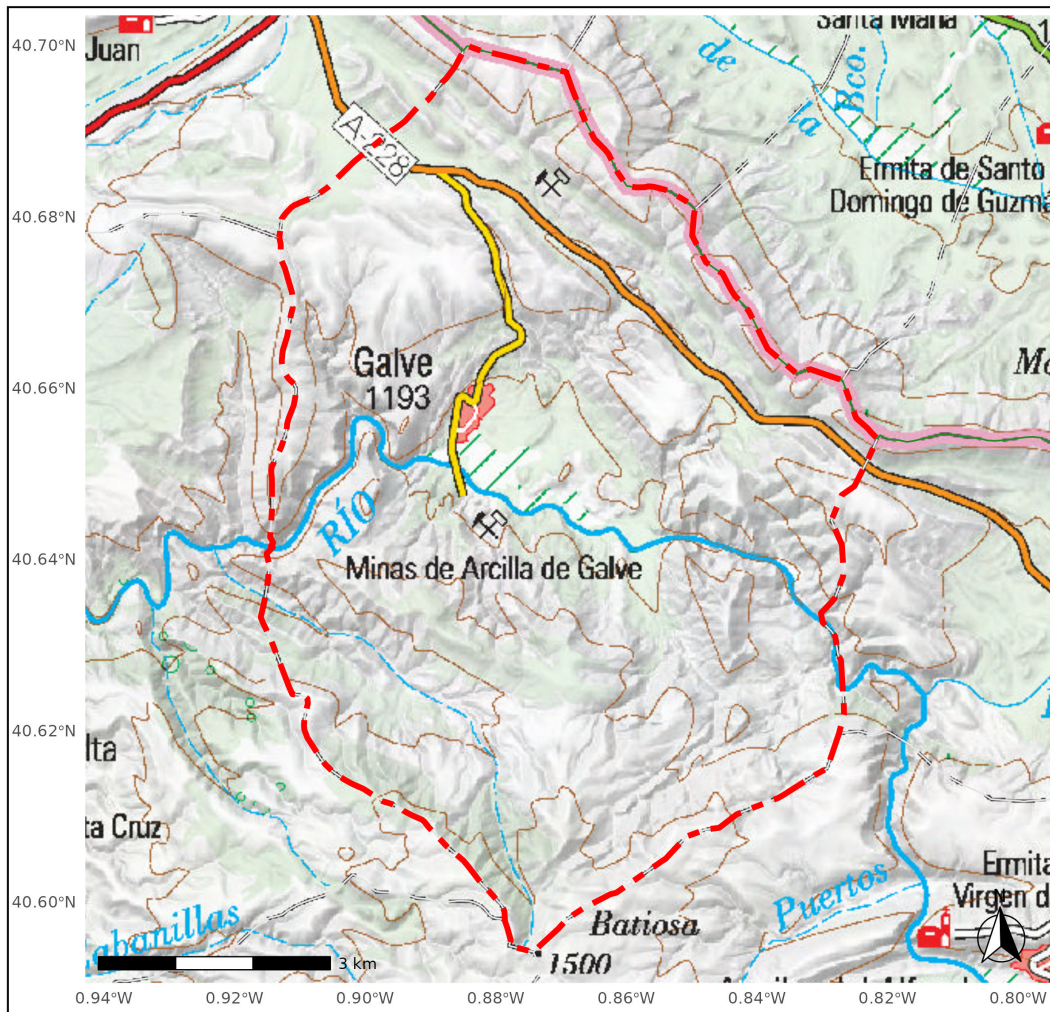 40.70°N
Juan
Santa María
1
de
la
Bco.
A-228
Ermita de Santo
Domingo de Guzmá
40.68°N
40.66°N
Galve
1193
Mo
RÍO
40.64°N
Minas de Arcilla de Galve
40.62°N
lta
ta Cruz
40.60°N
abanillas
Batiosa
1500
Puertos
Ermita
Virgen d
N
3 km
0.94°W 0.92°W 0.90°W 0.88°W 0.86°W 0.84°W 0.82°W 0.80°W